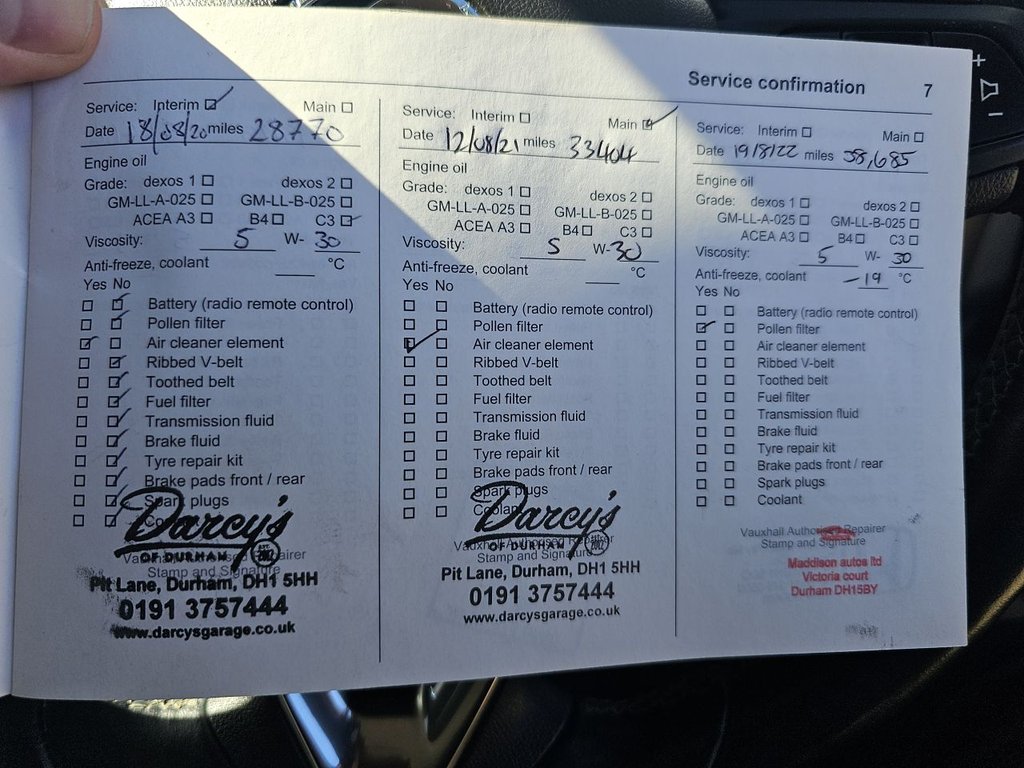 Service confirmation 7
Service: Interim ☑ Main ☐
Date 18/08/20 miles 28770
Engine oil
Grade: dexos 1 ☐ dexos 2 ☐
GM-LL-A-025 ☐ GM-LL-B-025 ☐
ACEA A3 ☐ B4 ☐ C3 ☑
Viscosity: 5 W- 30
Anti-freeze, coolant ____ °C
Yes No
☐ ☑ Battery (radio remote control)
☐ ☑ Pollen filter
☑ ☐ Air cleaner element
☐ ☑ Ribbed V-belt
☐ ☑ Toothed belt
☐ ☑ Fuel filter
☐ ☑ Transmission fluid
☐ ☑ Brake fluid
☐ ☑ Tyre repair kit
☐ ☑ Brake pads front / rear
☐ ☑ Spark plugs
☐ ☑
Darcy's
OF DURHAM
Stamp and Signature
Pit Lane, Durham, DH1 5HH
0191 3757444
www.darcysgarage.co.uk
Service: Interim ☐ Main ☑
Date 12/08/21 miles 33404
Engine oil
Grade: dexos 1 ☐ dexos 2 ☐
GM-LL-A-025 ☐ GM-LL-B-025 ☐
ACEA A3 ☐ B4 ☐ C3 ☐
Viscosity: 5 W- 30
Anti-freeze, coolant ____ °C
Yes No
☐ ☐ Battery (radio remote control)
☐ ☐ Pollen filter
☑ ☐ Air cleaner element
☐ ☐ Ribbed V-belt
☐ ☐ Toothed belt
☐ ☐ Fuel filter
☐ ☐ Transmission fluid
☐ ☐ Brake fluid
☐ ☐ Tyre repair kit
☐ ☐ Brake pads front / rear
☐ ☐ Spark plugs
☐ ☐ Coolant
Darcy's
OF DURHAM
Stamp and Signature
Pit Lane, Durham, DH1 5HH
0191 3757444
www.darcysgarage.co.uk
Service: Interim ☐ Main ☐
Date 19/8/22 miles 38,685
Engine oil
Grade: dexos 1 ☐ dexos 2 ☐
GM-LL-A-025 ☐ GM-LL-B-025 ☐
ACEA A3 ☐ B4 ☐ C3 ☐
Viscosity: 5 W- 30
Anti-freeze, coolant -19 °C
Yes No
☐ ☐ Battery (radio remote control)
☑ ☐ Pollen filter
☐ ☐ Air cleaner element
☐ ☐ Ribbed V-belt
☐ ☐ Toothed belt
☐ ☐ Fuel filter
☐ ☐ Transmission fluid
☐ ☐ Brake fluid
☐ ☐ Tyre repair kit
☐ ☐ Brake pads front / rear
☐ ☐ Spark plugs
☐ ☐ Coolant
Vauxhall Authorised Repairer
Stamp and Signature
Maddison autos ltd
Victoria court
Durham DH15BY